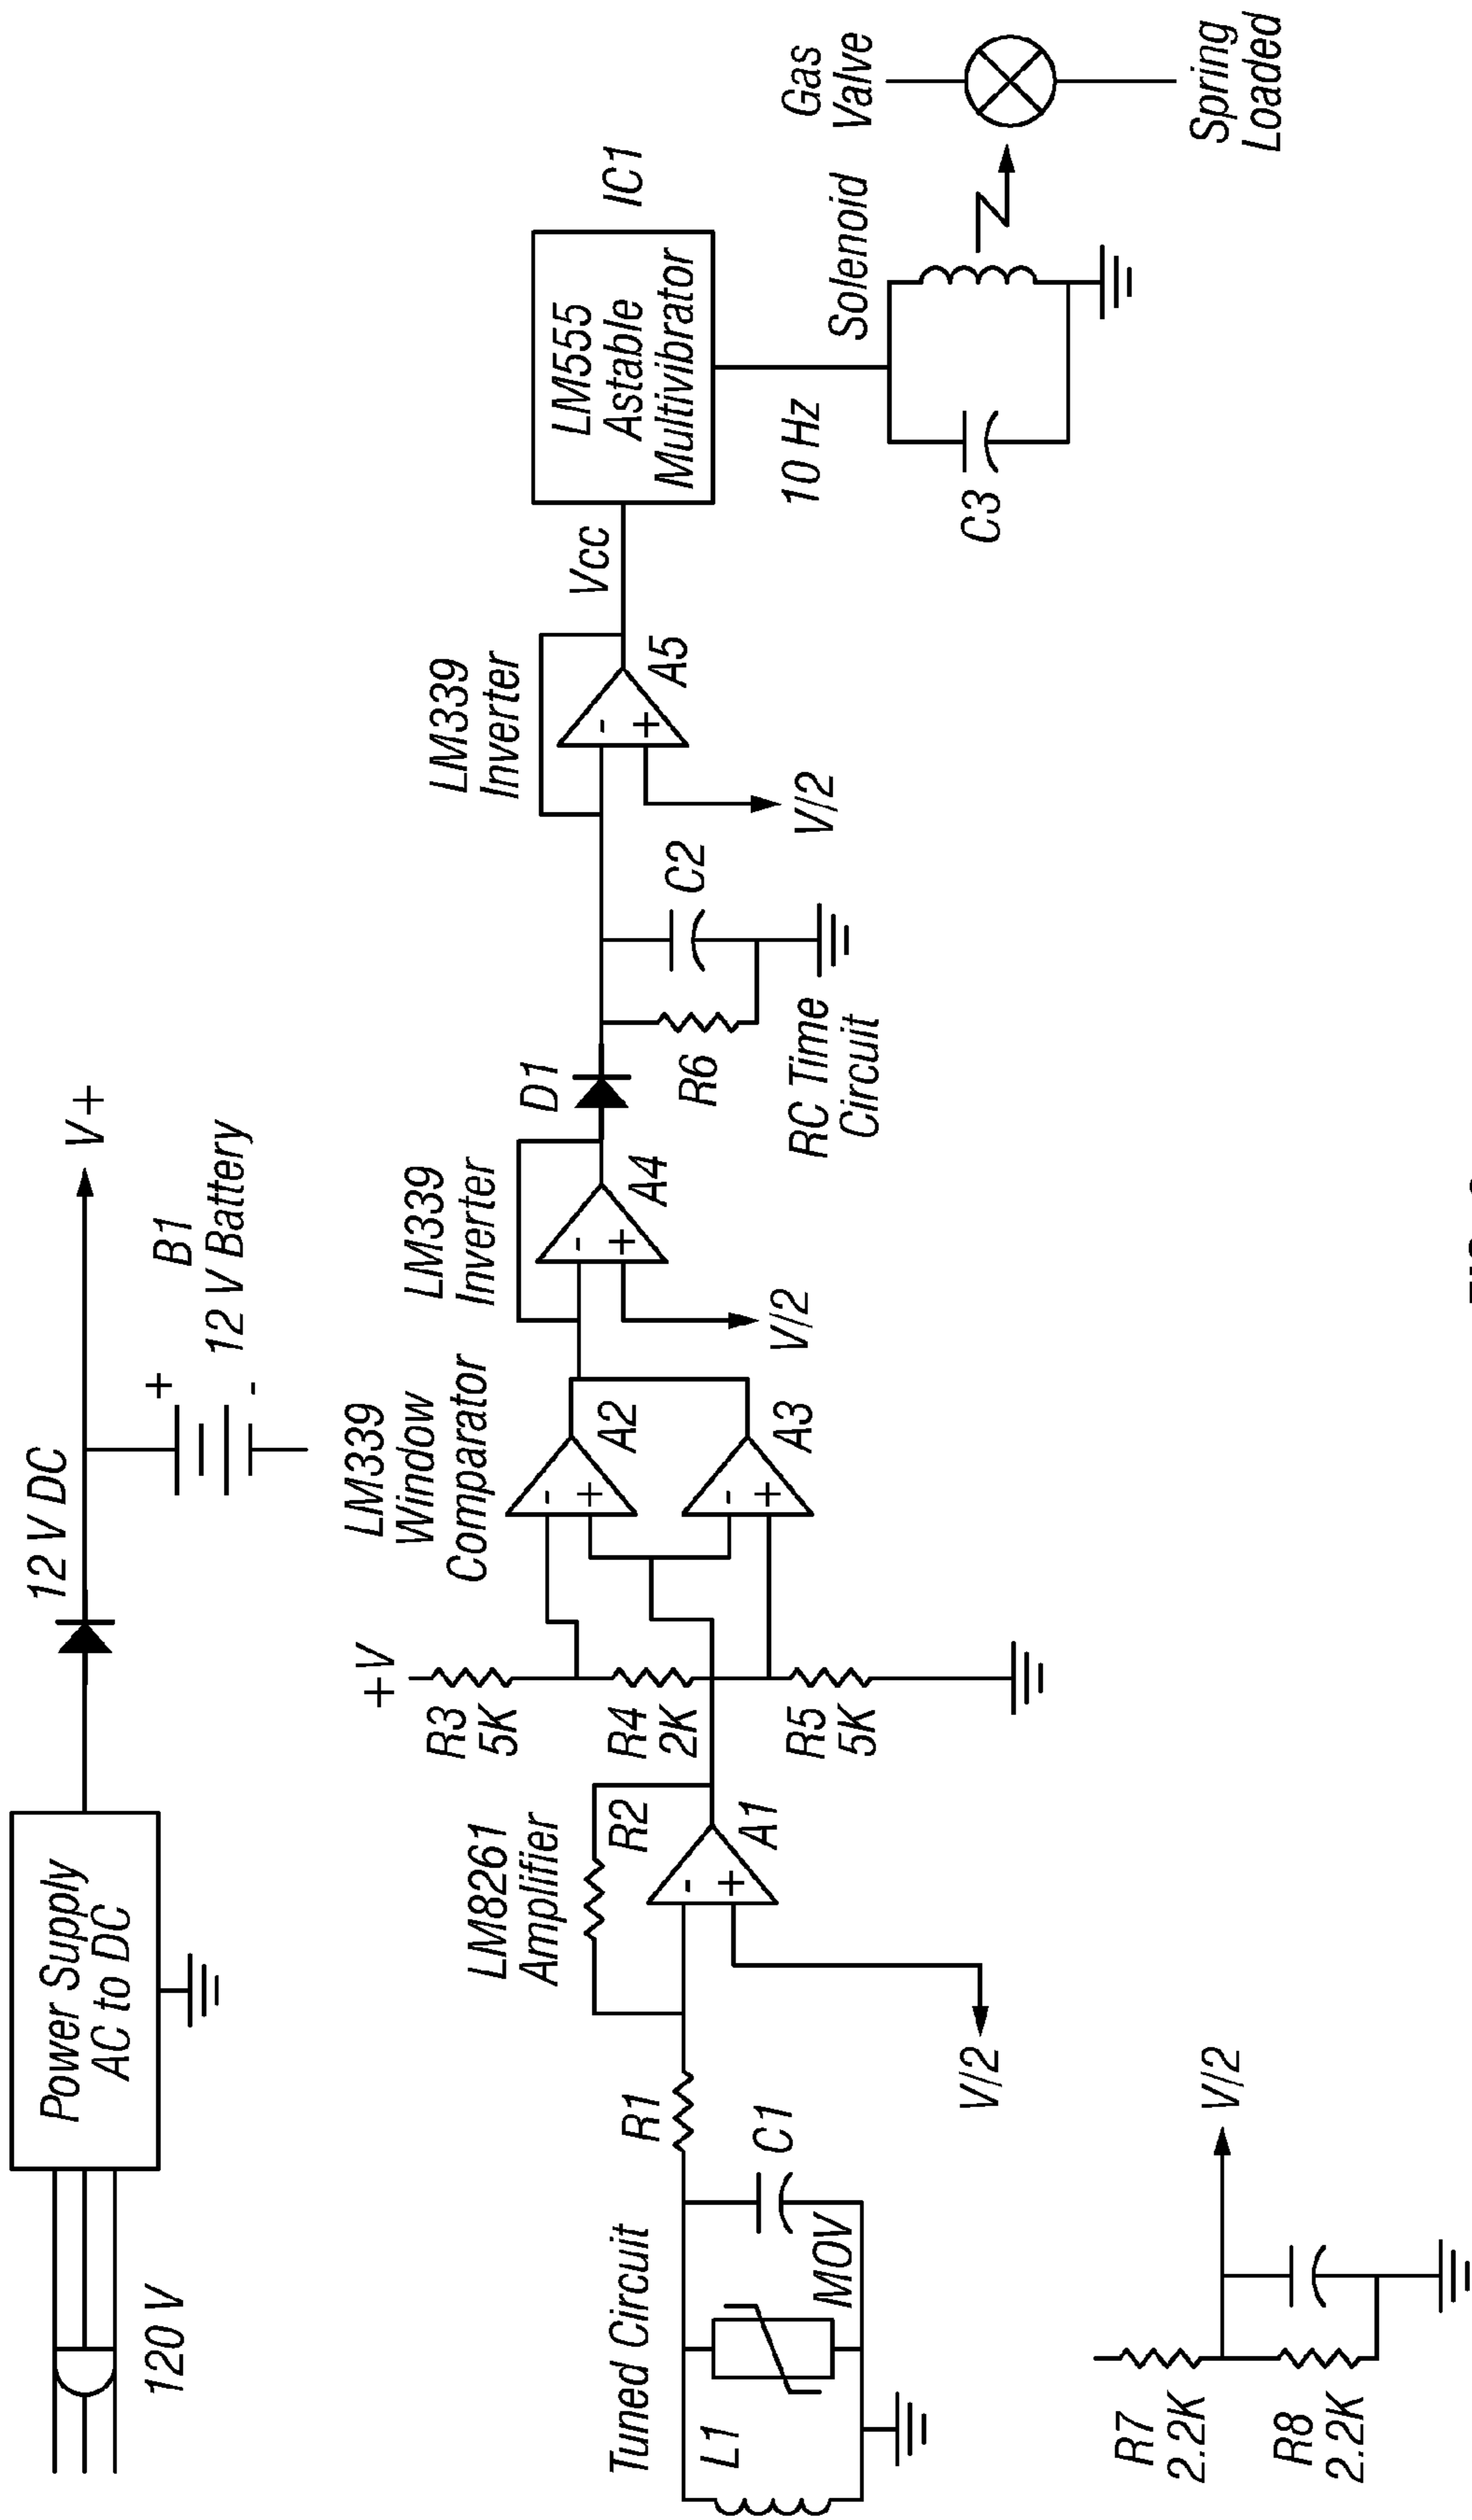 120 V
Power Supply
AC to DC
12 V DC
+
-
B1
12 V Battery
V+
Tuned Circuit
L1
MOV
C1
R1
LM8261
Amplifier
R2
-
+
A1
V/2
+V
R3
5K
R4
2K
R5
5K
LM339
Window
Comparator
-
+
A2
-
+
A3
LM339
Inverter
-
+
A4
V/2
D1
R6
C2
RC Time
Circuit
LM339
Inverter
-
+
A5
V/2
Vcc
LM555
Astable
Multivibrator
IC1
10 Hz
C3
Solenoid
Gas
Valve
Spring
Loaded
R7
2.2K
R8
2.2K
V/2